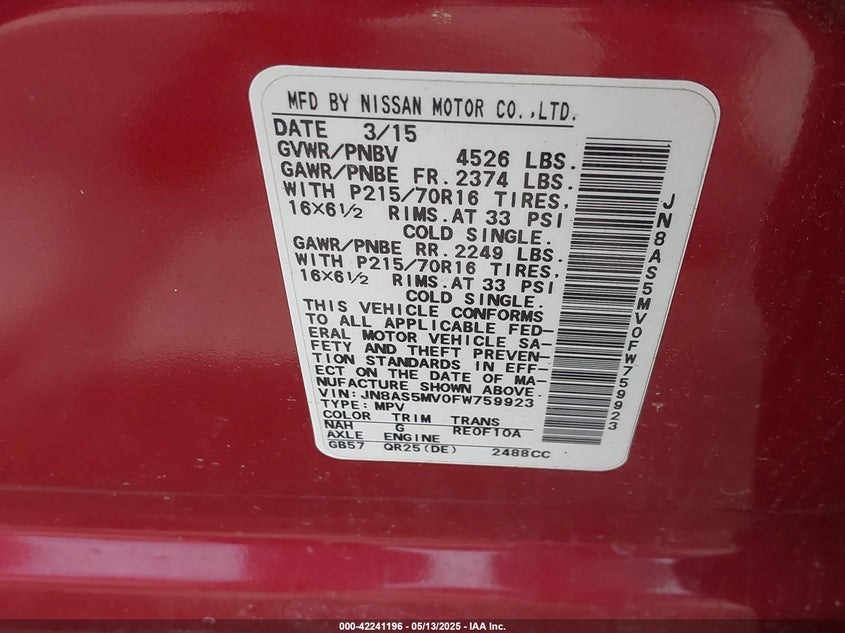 MFD BY NISSAN MOTOR CO.,LTD.
DATE 3/15
GVWR/PNBV 4526 LBS.
GAWR/PNBE FR. 2374 LBS.
WITH P215/70R16 TIRES,
16X6½ RIMS. AT 33 PSI
COLD SINGLE.
GAWR/PNBE RR. 2249 LBS.
WITH P215/70R16 TIRES,
16X6½ RIMS. AT 33 PSI
COLD SINGLE.
THIS VEHICLE CONFORMS
TO ALL APPLICABLE FED-
ERAL MOTOR VEHICLE SA-
FETY AND THEFT PREVEN-
TION STANDARDS IN EFF-
ECT ON THE DATE OF MA-
NUFACTURE SHOWN ABOVE.
VIN: JN8AS5MV0FW759923
TYPE: MPV
COLOR TRIM TRANS
NAH G RE0F10A
AXLE ENGINE
GB57 QR25(DE) 2488CC
JN8AS5MV0FW759923
000-42241196 - 05/13/2025 - IAA Inc.